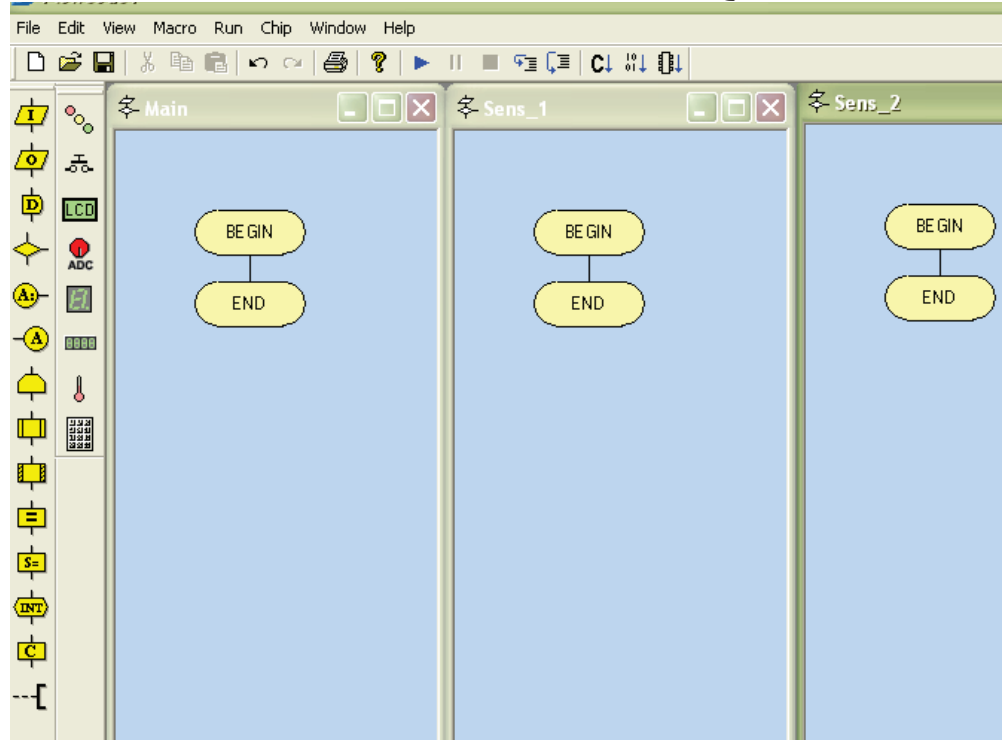 File Edit View Macro Run Chip Window Help
Main Sens_1 Sens_2
I
O
D
LCD
ADC
A:
A
BEGIN BEGIN BEGIN
END END END
=
S=
INT
C